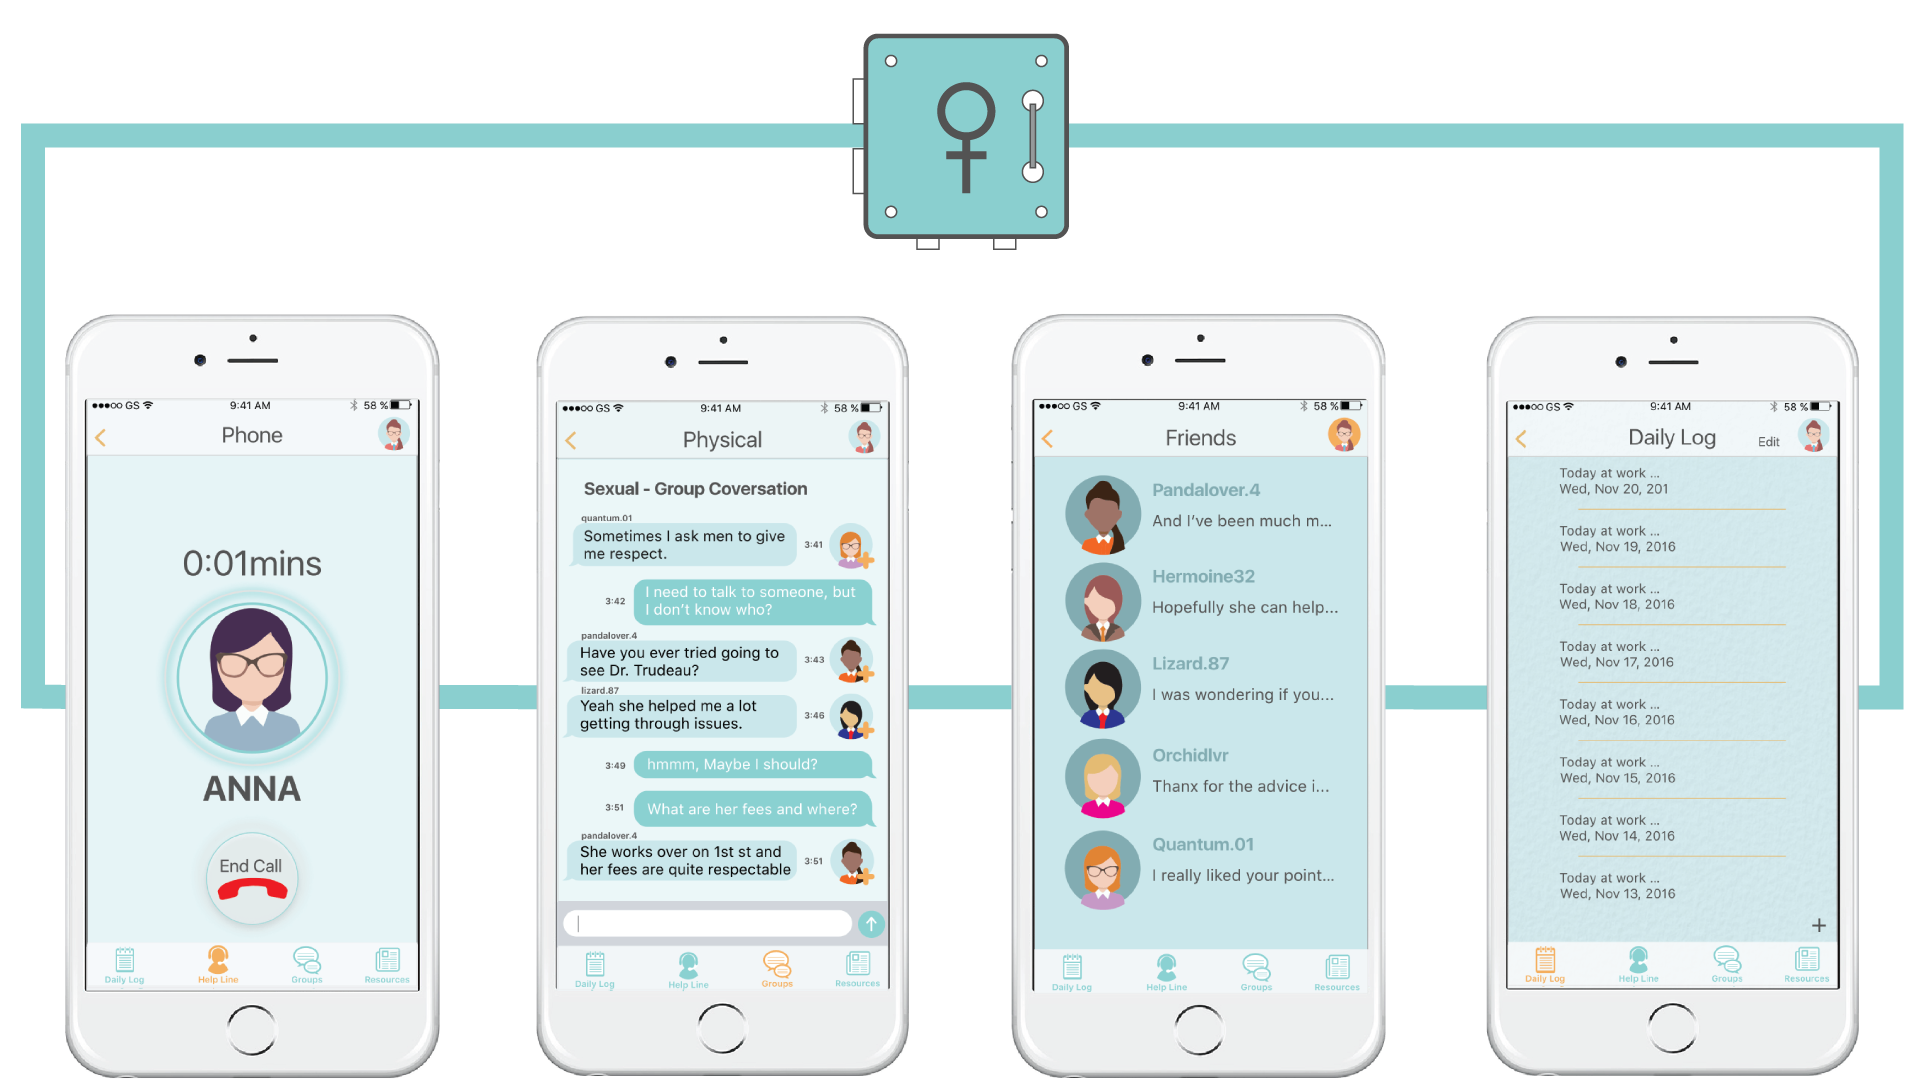 GS 9:41 AM 58 %
Phone
0:01mins
ANNA
End Call
Daily Log Help Line Groups Resources
GS 9:41 AM 58 %
Physical
Sexual - Group Coversation
quantum.01
Sometimes I ask men to give
me respect.
3:41
I need to talk to someone, but
I don't know who?
3:42
pandalover.4
Have you ever tried going to
see Dr. Trudeau?
3:43
lizard.87
Yeah she helped me a lot
getting through issues.
3:46
3:49 hmmm, Maybe I should?
3:51 What are her fees and where?
pandalover.4
She works over on 1st st and
her fees are quite respectable
3:51
Daily Log Help Line Groups Resources
GS 9:41 AM 58 %
Friends
Pandalover.4
And I've been much m...
Hermoine32
Hopefully she can help...
Lizard.87
I was wondering if you...
Orchidlvr
Thanx for the advice i...
Quantum.01
I really liked your point...
Daily Log Help Line Groups Resources
GS 9:41 AM 58 %
Daily Log Edit
Today at work ...
Wed, Nov 20, 201
Today at work ...
Wed, Nov 19, 2016
Today at work ...
Wed, Nov 18, 2016
Today at work ...
Wed, Nov 17, 2016
Today at work ...
Wed, Nov 16, 2016
Today at work ...
Wed, Nov 15, 2016
Today at work ...
Wed, Nov 14, 2016
Today at work ...
Wed, Nov 13, 2016
+
Daily Log Help Line Groups Resources